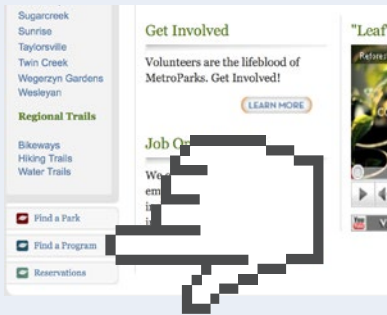 Sugarcreek
Sunrise
Taylorsville
Twin Creek
Wegerzyn Gardens
Wesleyan
Regional Trails
Bikeways
Hiking Trails
Water Trails
Find a Park
Find a Program
Reservations
Get Involved
Volunteers are the lifeblood of
MetroParks. Get Involved!
LEARN MORE
Job
"Leaf